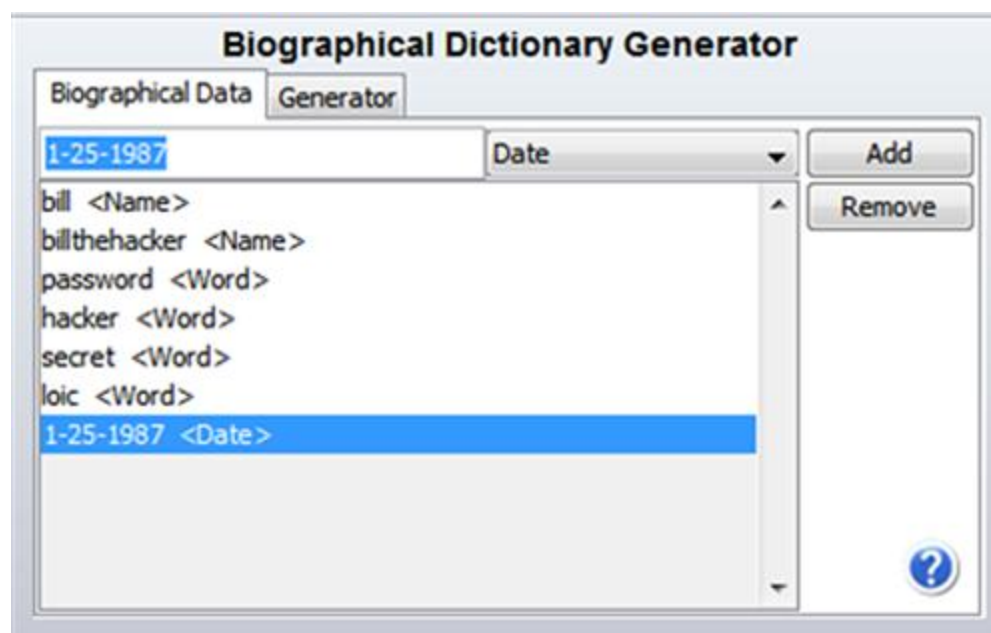 Biographical Dictionary Generator
Biographical Data Generator
1-25-1987 Date Add
Remove
bill <Name>
billthehacker <Name>
password <Word>
hacker <Word>
secret <Word>
loic <Word>
1-25-1987 <Date>
?